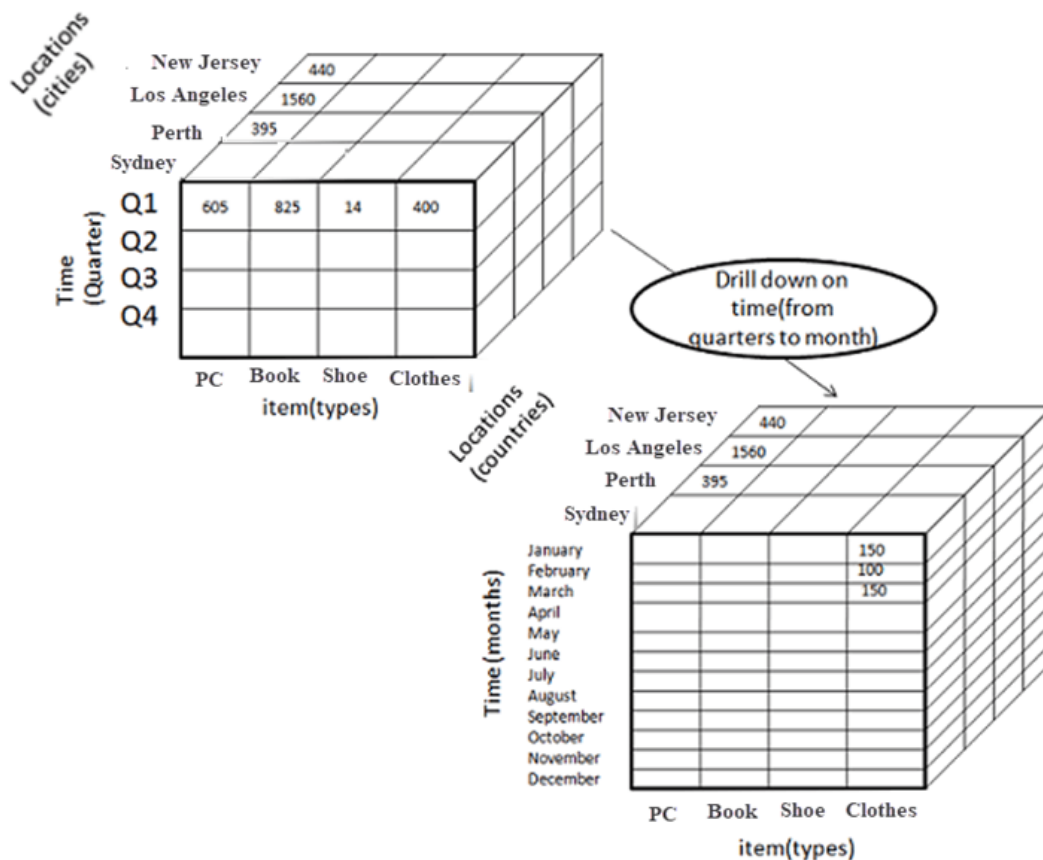 Locations
(cities)
New Jersey
440
Los Angeles
1560
Perth
395
Sydney
Time
(Quarter)
Q1 605 825 14 400
Q2
Q3
Q4
PC Book Shoe Clothes
item(types)
Drill down on
time(from
quarters to month)
Locations
(countries)
New Jersey
440
Los Angeles
1560
Perth
395
Sydney
Time (months)
January 150
February 100
March 150
April
May
June
July
August
September
October
November
December
PC Book Shoe Clothes
item(types)